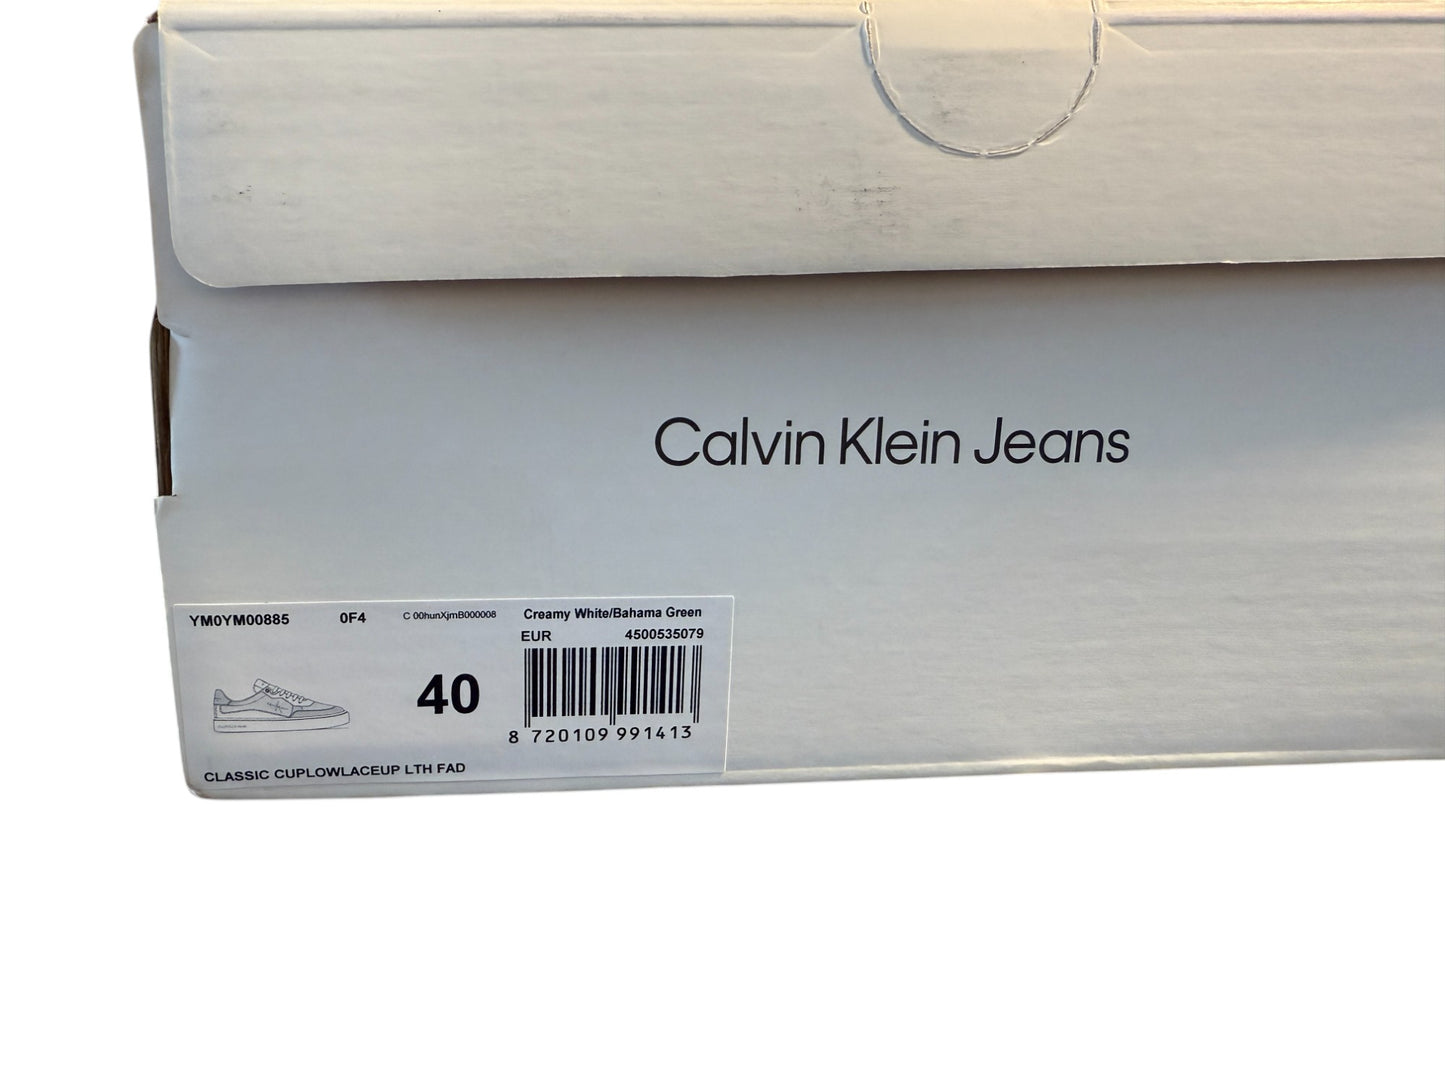 Calvin Klein Jeans
YM0YM00885 0F4 C 00hunXjmB000008 Creamy White/Bahama Green
EUR 4500535079
40
8 720109 991413
CLASSIC CUPLOWLACEUP LTH FAD